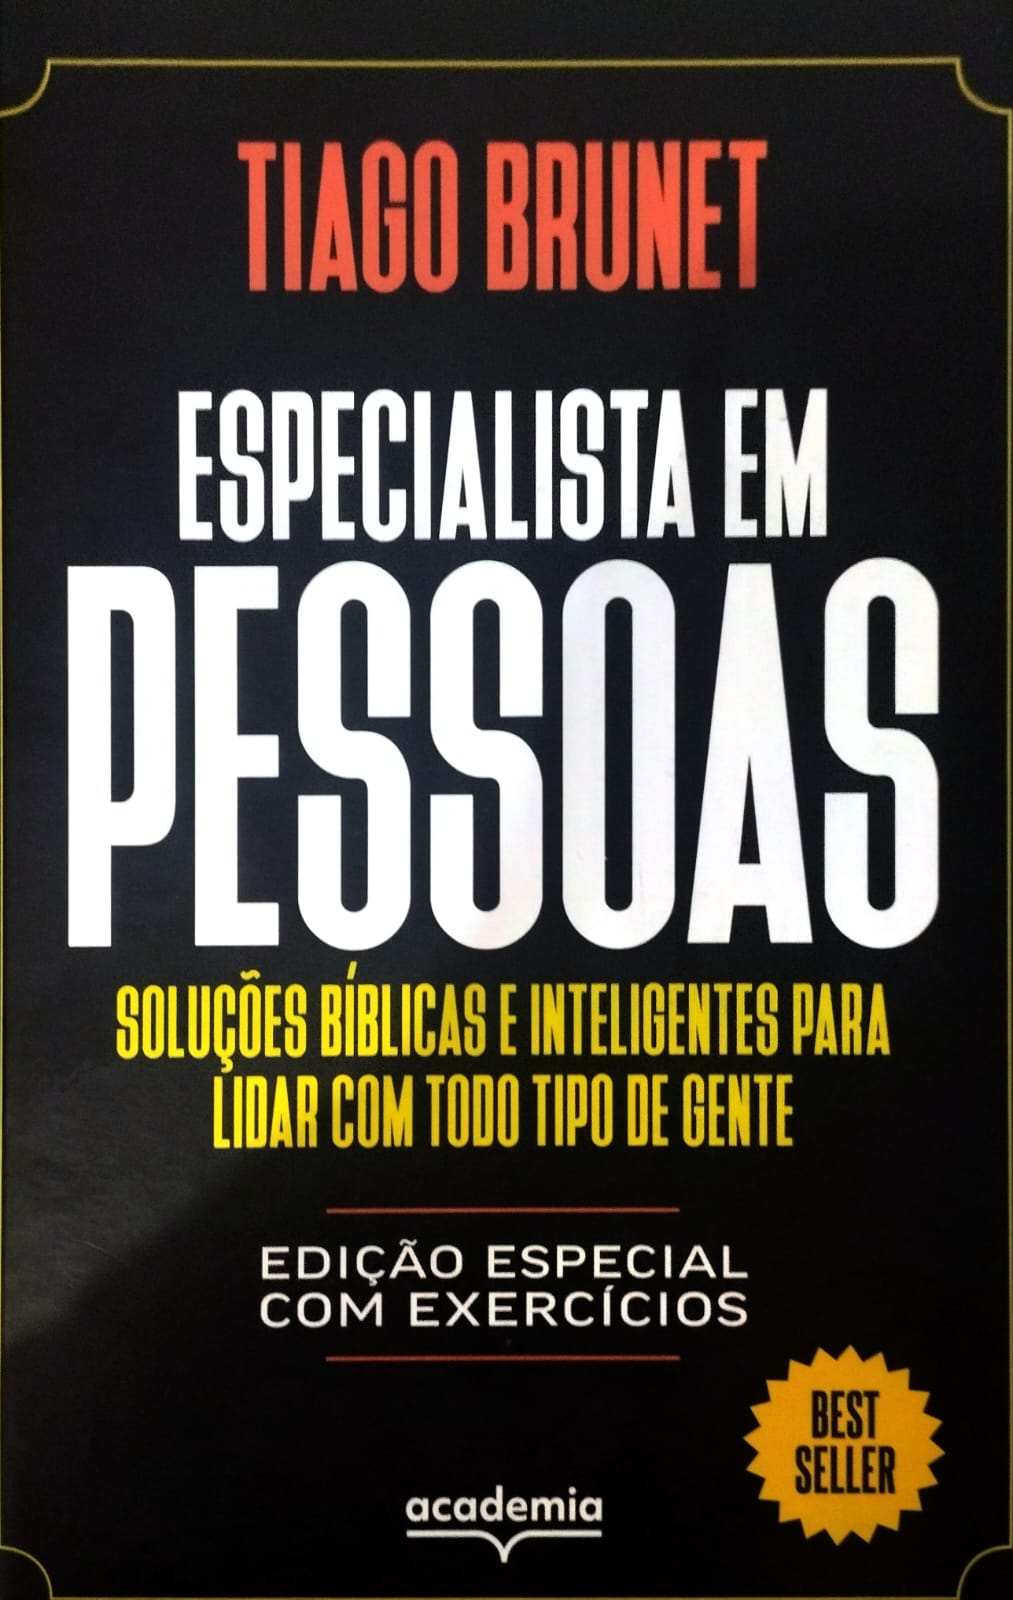 TIAGO BRUNET
ESPECIALISTA EM
PESSOAS
SOLUÇÕES BÍBLICAS E INTELIGENTES PARA
LIDAR COM TODO TIPO DE GENTE
EDIÇÃO ESPECIAL
COM EXERCÍCIOS
BEST
SELLER
academia